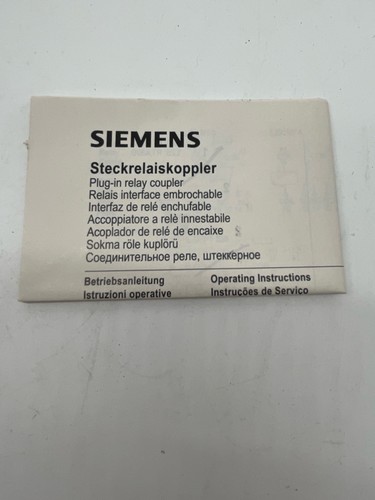 SIEMENS
Steckrelaiskoppler
Plug-in relay coupler
Relais interface embrochable
Interfaz de relé enchufable
Accoppiatore a relè innestabile
Acoplador de relé de encaixe
Sokma röle kuplörü
Соединительное реле, штеккерное
Betriebsanleitung Operating Instructions
Istruzioni operative Instruções de Serviço